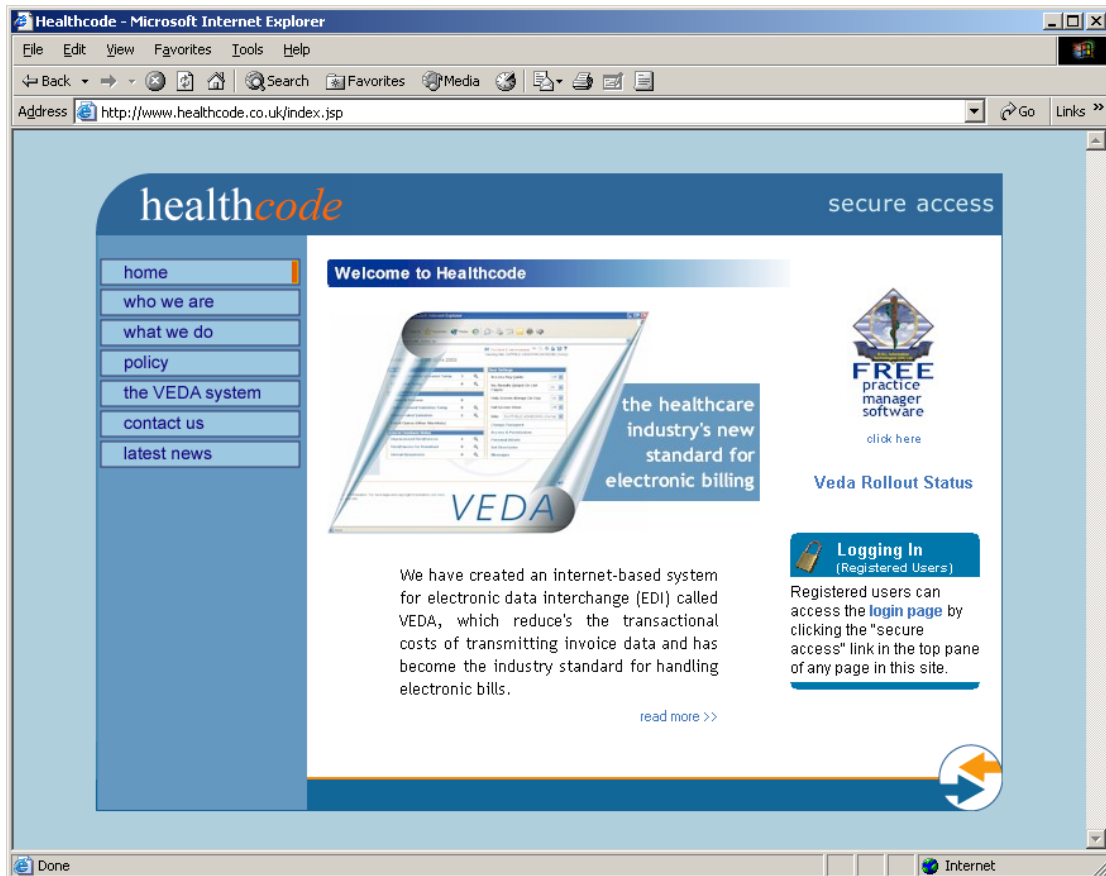 Healthcode - Microsoft Internet Explorer
File Edit View Favorites Tools Help
Back Search Favorites Media
Address http://www.healthcode.co.uk/index.jsp Go Links »
healthcode
secure access
home
who we are
what we do
policy
the VEDA system
contact us
latest news
Welcome to Healthcode
the healthcare
industry's new
standard for
electronic billing
VEDA
We have created an internet-based system
for electronic data interchange (EDI) called
VEDA, which reduce's the transactional
costs of transmitting invoice data and has
become the industry standard for handling
electronic bills.
read more >>
FREE
practice
manager
software
click here
Veda Rollout Status
Logging In
(Registered Users)
Registered users can
access the login page by
clicking the "secure
access" link in the top pane
of any page in this site.
Done
Internet